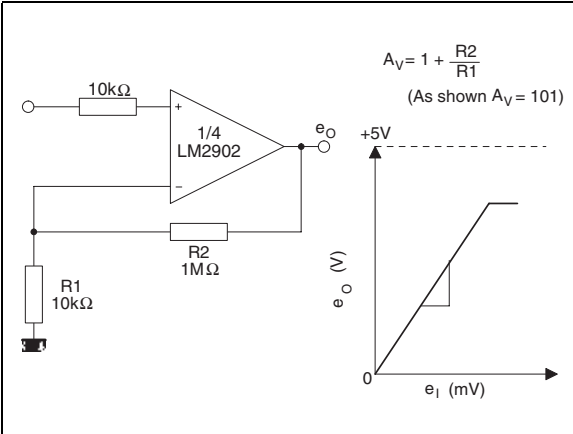 A_V = 1 + R2/R1
(As shown A_V = 101)
10kΩ
+
1/4
LM2902
−
e_O
R2
1MΩ
R1
10kΩ
+5V
e_O (V)
0
e_I (mV)